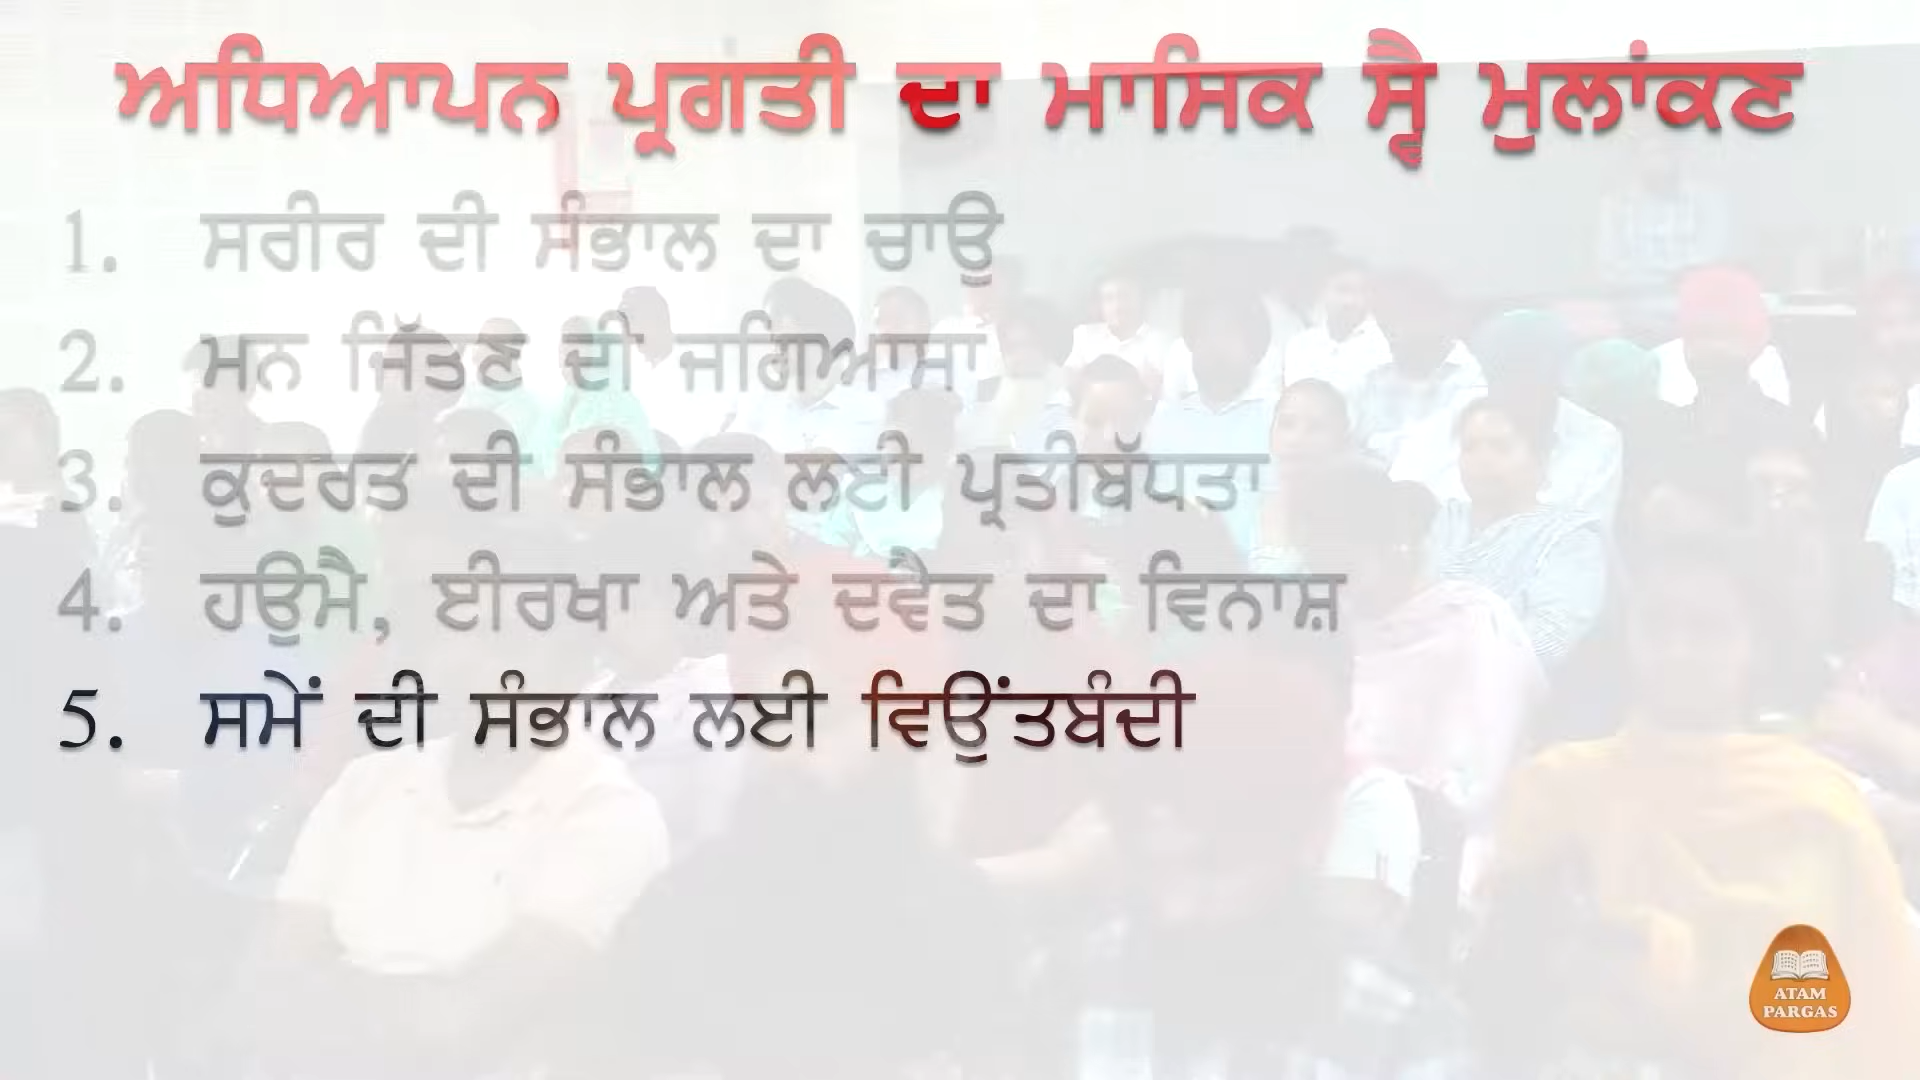 ਅਧਿਆਪਨ ਪ੍ਰਗਤੀ ਦਾ ਮਾਸਿਕ ਸ੍ਵੈ ਮੁਲਾਂਕਣ
1. ਸਰੀਰ ਦੀ ਸੰਭਾਲ ਦਾ ਚਾਉ
2. ਮਨ ਜਿੱਤਣ ਦੀ ਜਗਿਆਸਾ
3. ਕੁਦਰਤ ਦੀ ਸੰਭਾਲ ਲਈ ਪ੍ਰਤੀਬੱਧਤਾ
4. ਹਉਮੈ, ਈਰਖਾ ਅਤੇ ਦਵੈਤ ਦਾ ਵਿਨਾਸ਼
5. ਸਮੇਂ ਦੀ ਸੰਭਾਲ ਲਈ ਵਿਉਂਤਬੰਦੀ
ATAM
PARGAS